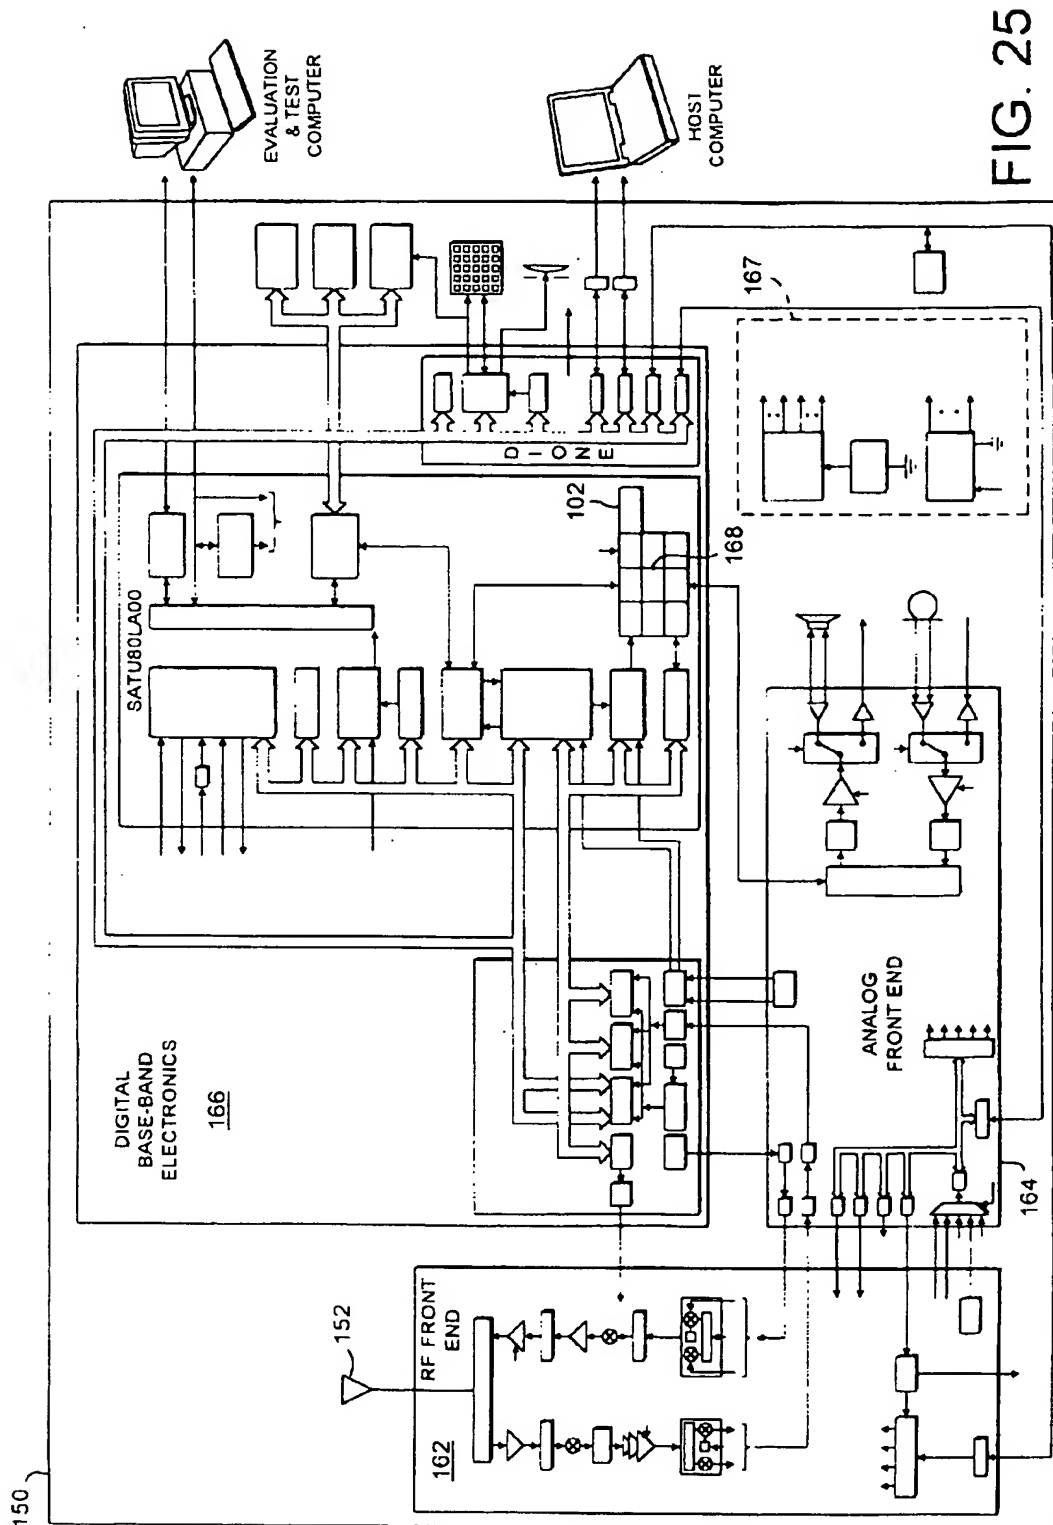 150
152
RF FRONT
END
162
DIGITAL
BASE-BAND
ELECTRONICS
166
SATU80LA00
102
168
DIONE
EVALUATION
& TEST
COMPUTER
HOST
COMPUTER
167
ANALOG
FRONT END
164
FIG. 25